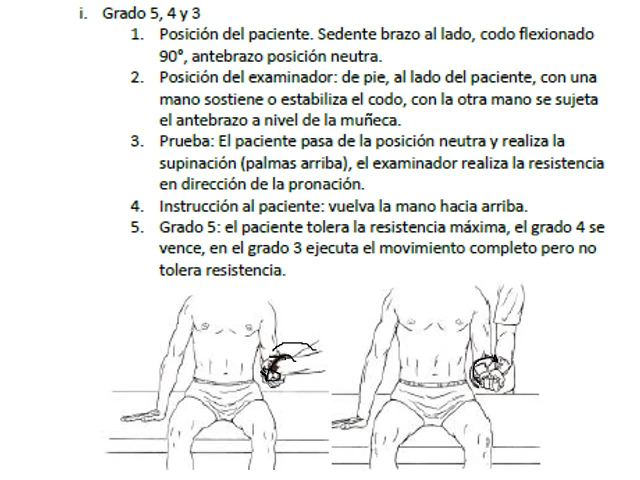 i. Grado 5, 4 y 3
1. Posición del paciente. Sedente brazo al lado, codo flexionado
90°, antebrazo posición neutra.
2. Posición del examinador: de pie, al lado del paciente, con una
mano sostiene o estabiliza el codo, con la otra mano se sujeta
el antebrazo a nivel de la muñeca.
3. Prueba: El paciente pasa de la posición neutra y realiza la
supinación (palmas arriba), el examinador realiza la resistencia
en dirección de la pronación.
4. Instrucción al paciente: vuelva la mano hacia arriba.
5. Grado 5: el paciente tolera la resistencia máxima, el grado 4 se
vence, en el grado 3 ejecuta el movimiento completo pero no
tolera resistencia.